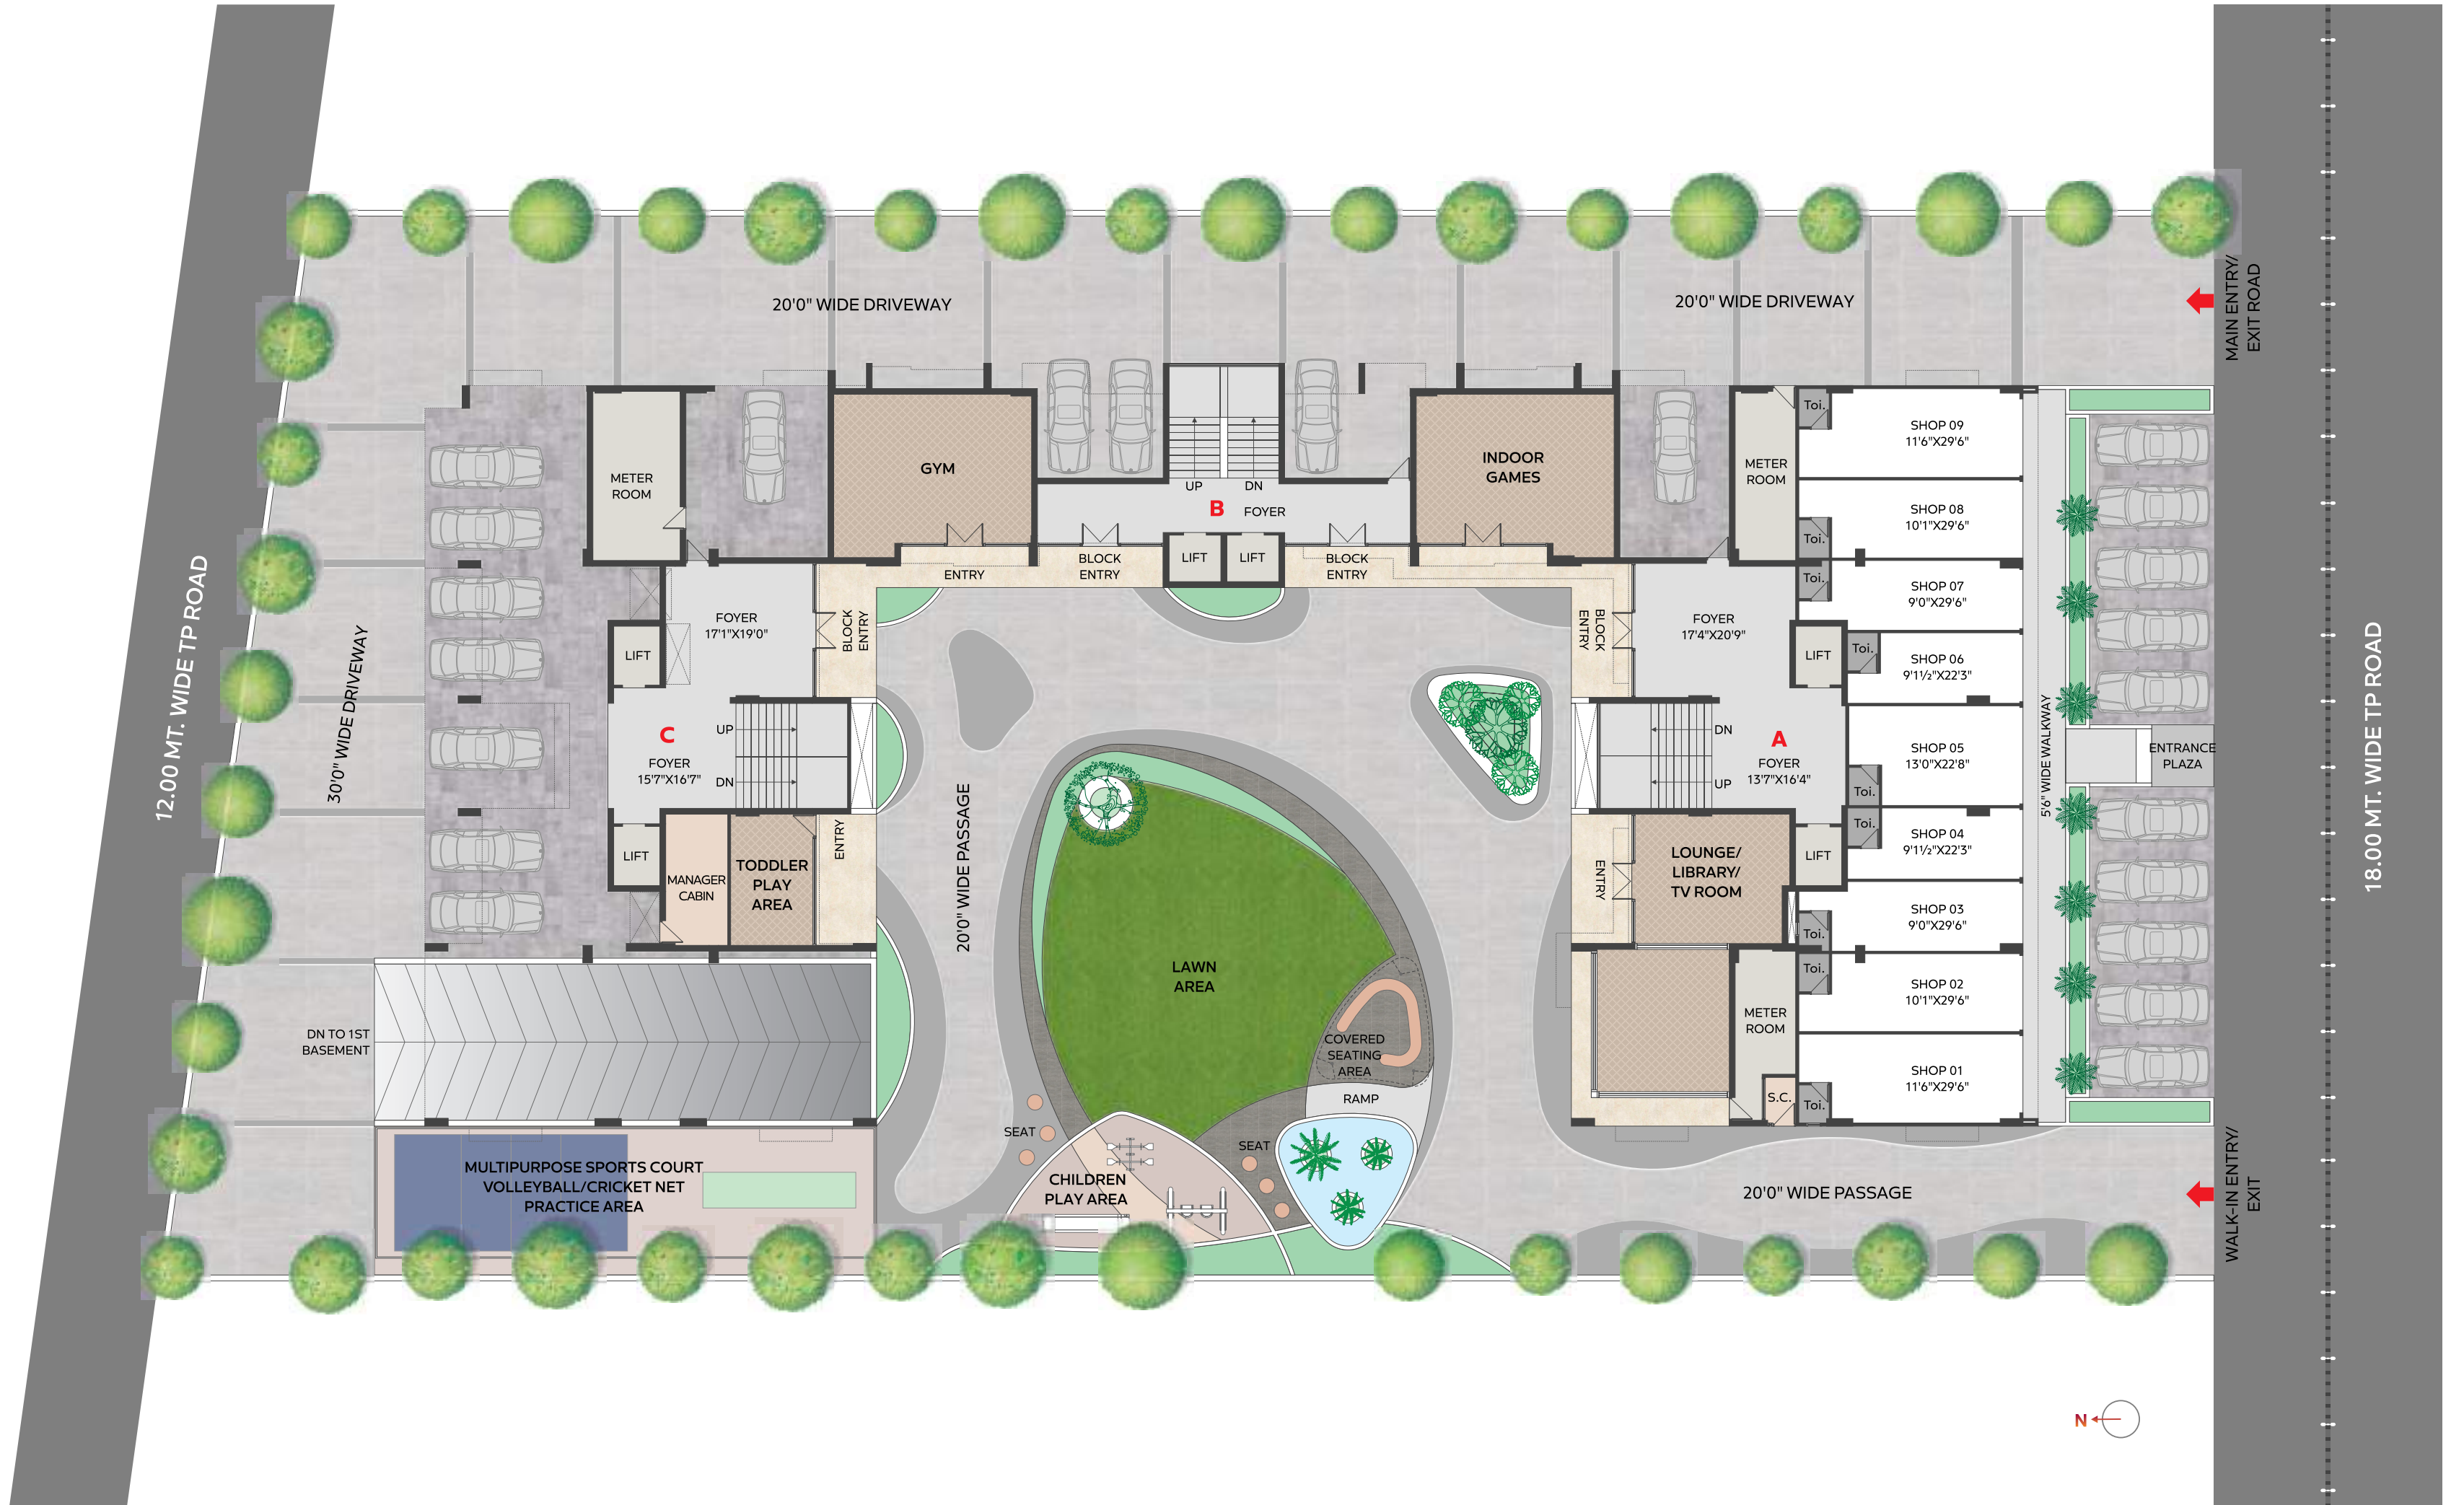 12.00 MT. WIDE TP ROAD
30'0" WIDE DRIVEWAY
20'0" WIDE DRIVEWAY
20'0" WIDE DRIVEWAY
MAIN ENTRY/
EXIT ROAD
18.00 MT. WIDE TP ROAD
METER
ROOM
GYM
UP
DN
B
FOYER
LIFT
LIFT
INDOOR
GAMES
METER
ROOM
ENTRY
BLOCK
ENTRY
BLOCK
ENTRY
Toi.
SHOP 09
11'6"X29'6"
Toi.
SHOP 08
10'1"X29'6"
Toi.
SHOP 07
9'0"X29'6"
Toi.
SHOP 06
9'11½"X22'3"
SHOP 05
13'0"X22'8"
Toi.
Toi.
SHOP 04
9'11½"X22'3"
SHOP 03
9'0"X29'6"
Toi.
Toi.
SHOP 02
10'1"X29'6"
SHOP 01
11'6"X29'6"
Toi.
S.C.
5'6" WIDE WALKWAY
ENTRANCE
PLAZA
FOYER
17'1"X19'0"
BLOCK
ENTRY
LIFT
C
FOYER
15'7"X16'7"
UP
DN
LIFT
MANAGER
CABIN
TODDLER
PLAY
AREA
ENTRY
BLOCK
ENTRY
FOYER
17'4"X20'9"
LIFT
DN
UP
A
FOYER
13'7"X16'4"
LIFT
ENTRY
LOUNGE/
LIBRARY/
TV ROOM
METER
ROOM
20'0" WIDE PASSAGE
LAWN
AREA
COVERED
SEATING
AREA
RAMP
SEAT
SEAT
CHILDREN
PLAY AREA
DN TO 1ST
BASEMENT
MULTIPURPOSE SPORTS COURT
VOLLEYBALL/CRICKET NET
PRACTICE AREA
20'0" WIDE PASSAGE
WALK-IN ENTRY/
EXIT
N